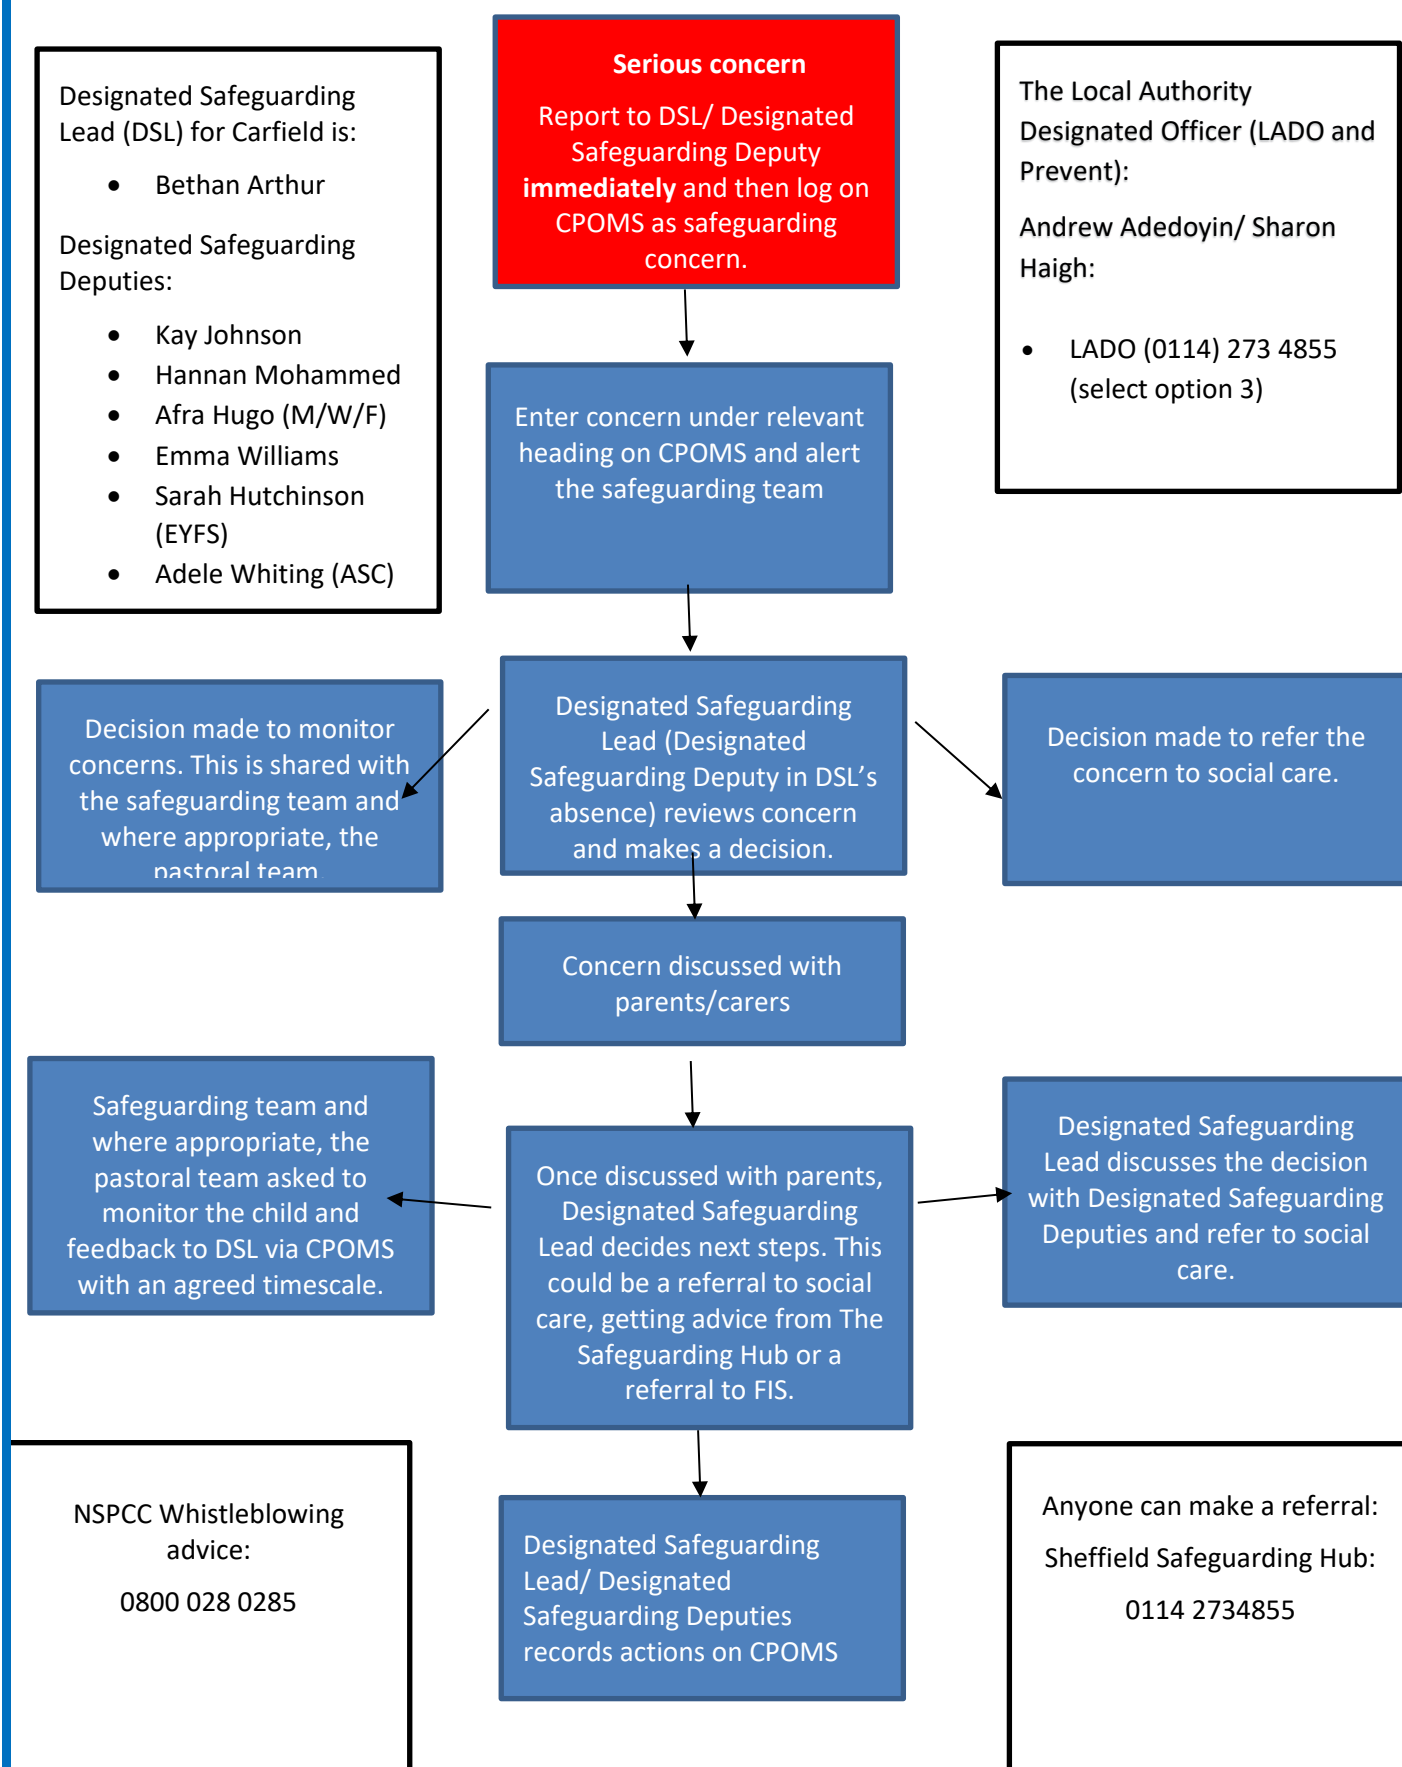 Designated Safeguarding
Lead (DSL) for Carfield is:
• Bethan Arthur
Designated Safeguarding
Deputies:
• Kay Johnson
• Hannan Mohammed
• Afra Hugo (M/W/F)
• Emma Williams
• Sarah Hutchinson
(EYFS)
• Adele Whiting (ASC)
Serious concern
Report to DSL/ Designated
Safeguarding Deputy
immediately and then log on
CPOMS as safeguarding
concern.
The Local Authority
Designated Officer (LADO and
Prevent):
Andrew Adedoyin/ Sharon
Haigh:
• LADO (0114) 273 4855
(select option 3)
Enter concern under relevant
heading on CPOMS and alert
the safeguarding team
Decision made to monitor
concerns. This is shared with
the safeguarding team and
where appropriate, the
pastoral team.
Designated Safeguarding
Lead (Designated
Safeguarding Deputy in DSL’s
absence) reviews concern
and makes a decision.
Decision made to refer the
concern to social care.
Concern discussed with
parents/carers
Safeguarding team and
where appropriate, the
pastoral team asked to
monitor the child and
feedback to DSL via CPOMS
with an agreed timescale.
Once discussed with parents,
Designated Safeguarding
Lead decides next steps. This
could be a referral to social
care, getting advice from The
Safeguarding Hub or a
referral to FIS.
Designated Safeguarding
Lead discusses the decision
with Designated Safeguarding
Deputies and refer to social
care.
NSPCC Whistleblowing
advice:
0800 028 0285
Designated Safeguarding
Lead/ Designated
Safeguarding Deputies
records actions on CPOMS
Anyone can make a referral:
Sheffield Safeguarding Hub:
0114 2734855